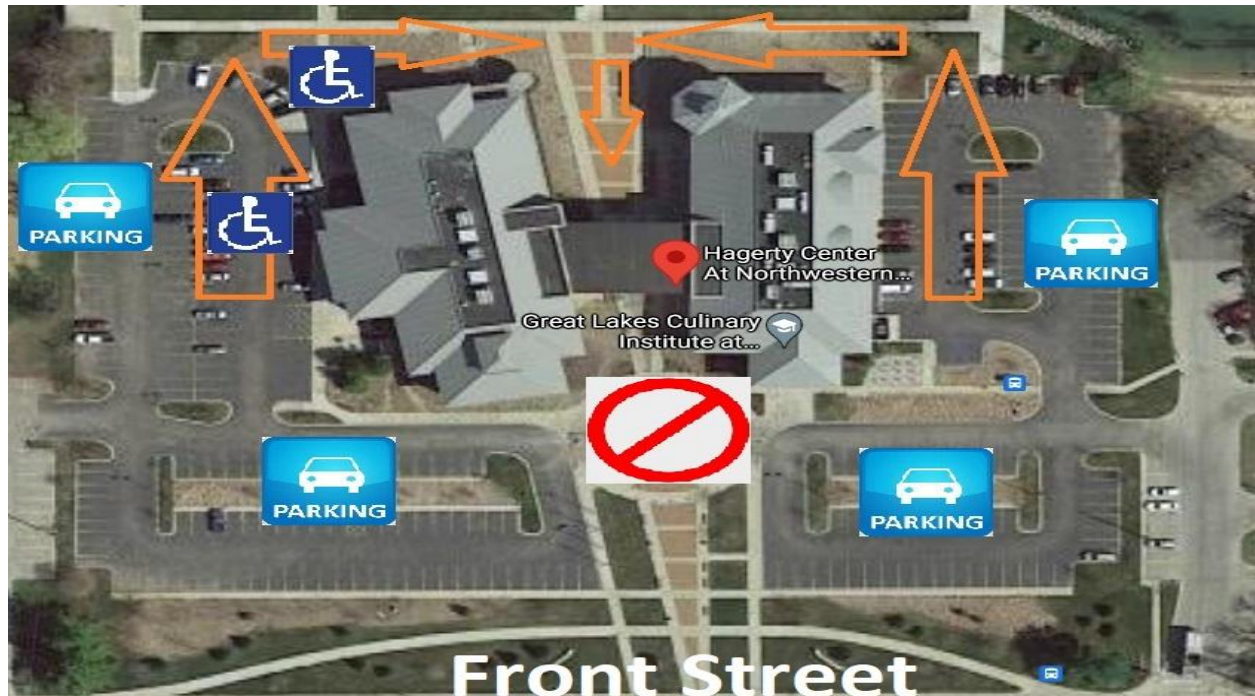 PARKING
PARKING
Hagerty Center
At Northwestern...
Great Lakes Culinary
Institute at...
PARKING
PARKING
Front Street